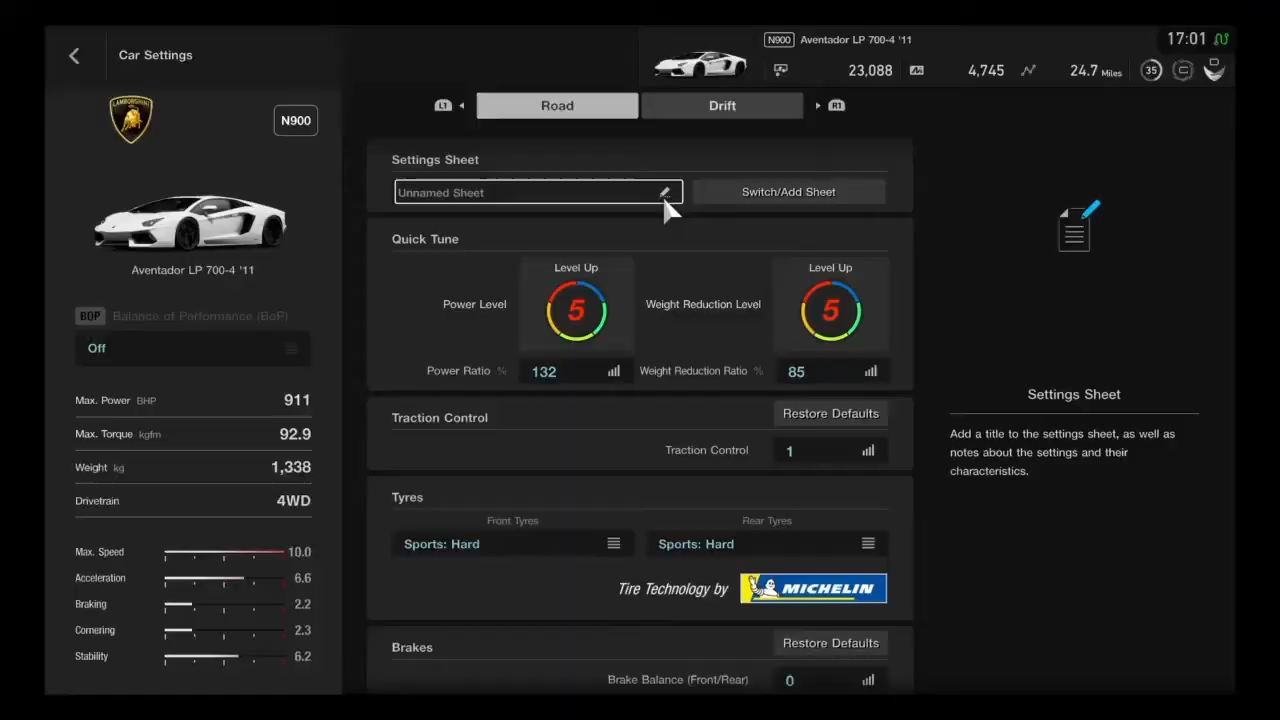 Car Settings
N900 Aventador LP 700-4 '11
17:01
23,088 4,745 24.7 Miles 35
LAMBORGHINI
N900
L1 Road Drift R1
Aventador LP 700-4 '11
BOP Balance of Performance (BoP)
Off
Max. Power BHP 911
Max. Torque kgfm 92.9
Weight kg 1,338
Drivetrain 4WD
Max. Speed 10.0
Acceleration 6.6
Braking 2.2
Cornering 2.3
Stability 6.2
Settings Sheet
Unnamed Sheet Switch/Add Sheet
Quick Tune
Level Up Level Up
Power Level 5 Weight Reduction Level 5
Power Ratio % 132 Weight Reduction Ratio % 85
Traction Control Restore Defaults
Traction Control 1
Tyres
Front Tyres Rear Tyres
Sports: Hard Sports: Hard
Tire Technology by MICHELIN
Brakes Restore Defaults
Brake Balance (Front/Rear) 0
Settings Sheet
Add a title to the settings sheet, as well as
notes about the settings and their
characteristics.